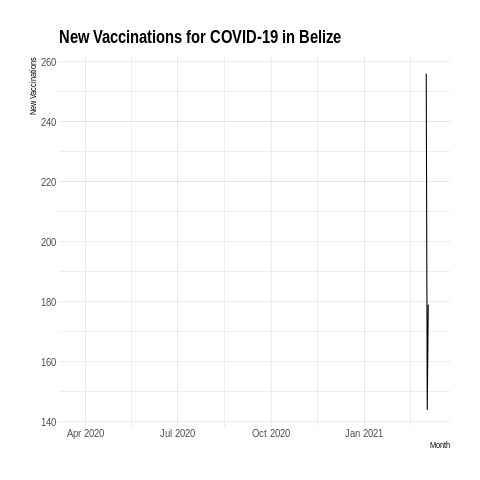 New Vaccinations for COVID-19 in Belize
New Vaccinations
260
240
220
200
180
160
140
Apr 2020
Jul 2020
Oct 2020
Jan 2021
Month